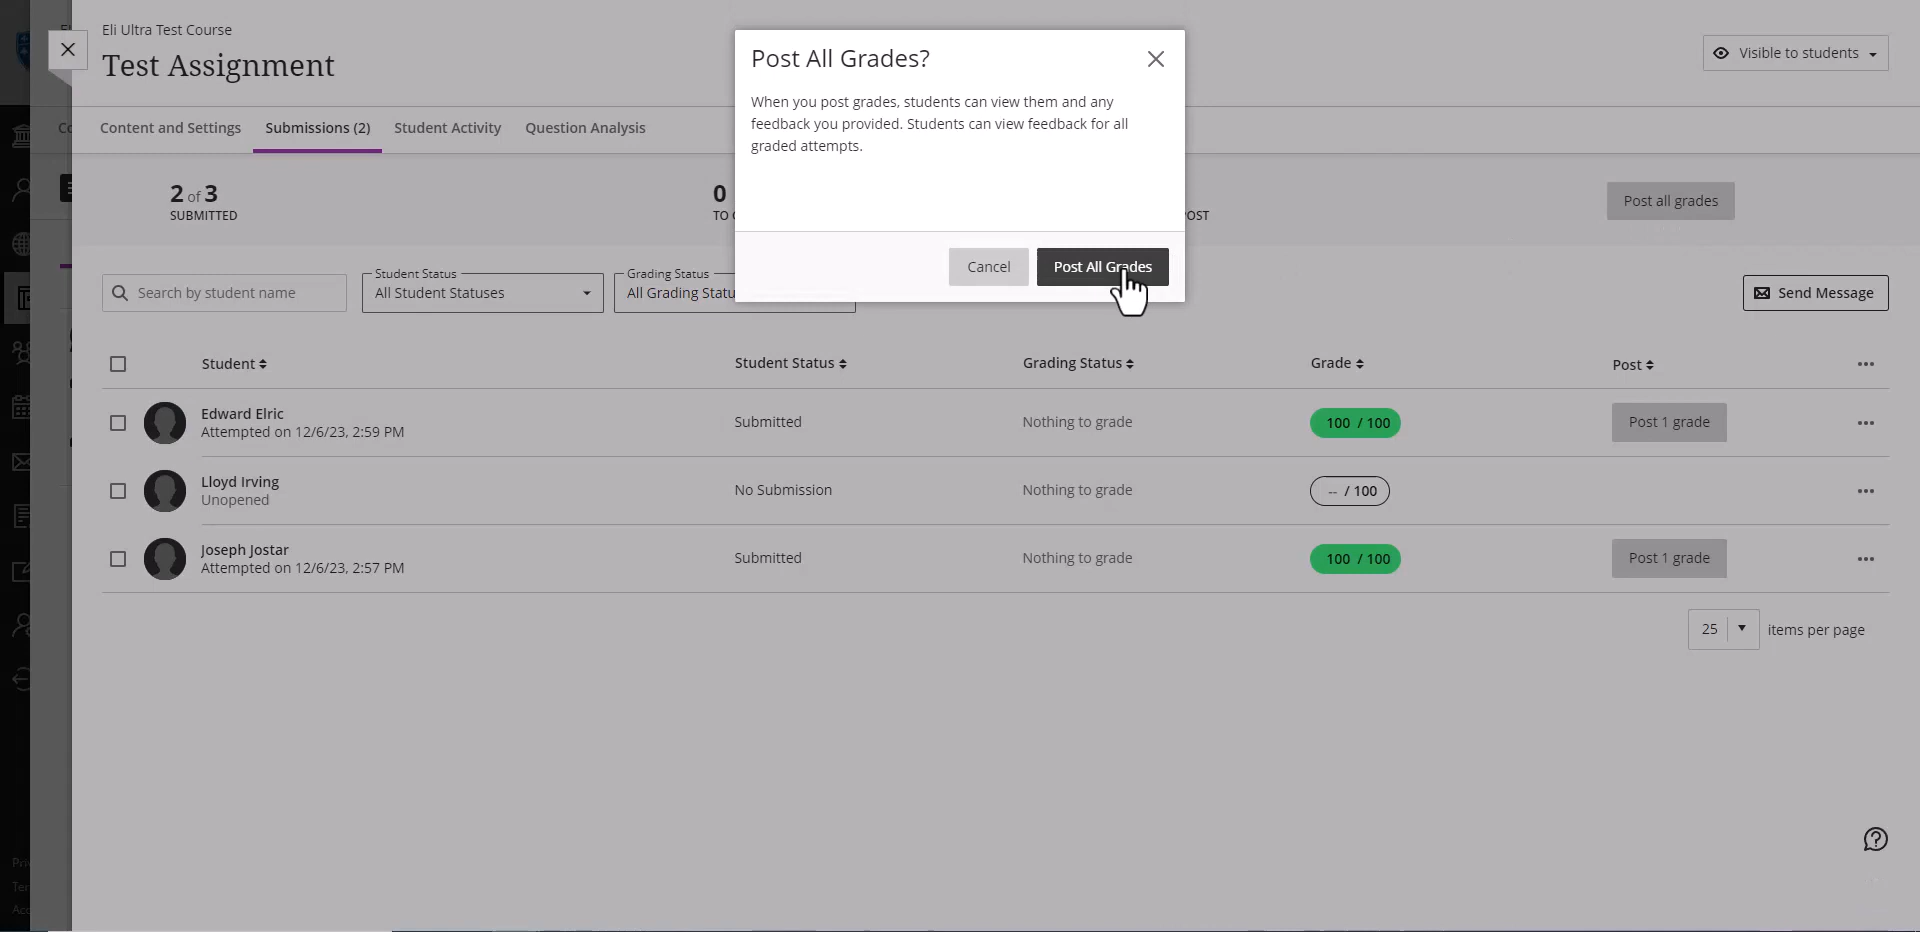 Eli Ultra Test Course
Test Assignment
Visible to students
Post All Grades?
When you post grades, students can view them and any
feedback you provided. Students can view feedback for all
graded attempts.
Cancel
Post All Grades
Content and Settings
Submissions (2)
Student Activity
Question Analysis
2 of 3
SUBMITTED
0
TO
Post all grades
Search by student name
Student Status
All Student Statuses
Grading Status
All Grading
Send Message
Student
Student Status
Grading Status
Grade
Post
Edward Elric
Attempted on 12/6/23, 2:59 PM
Submitted
Nothing to grade
100 / 100
Post 1 grade
Lloyd Irving
Unopened
No Submission
Nothing to grade
-- / 100
Joseph Jostar
Attempted on 12/6/23, 2:57 PM
Submitted
Nothing to grade
100 / 100
Post 1 grade
25
items per page